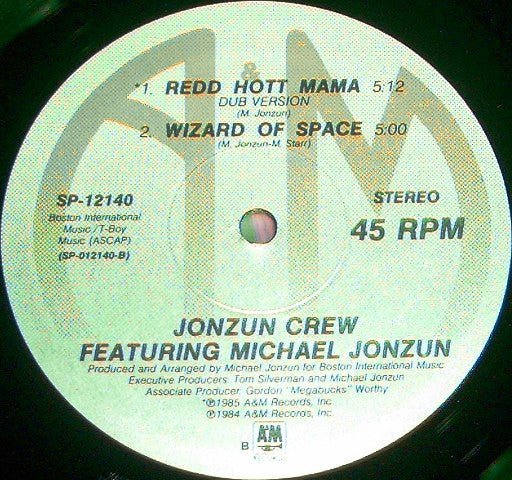 A&M
*1. REDD HOTT MAMA 5:12
DUB VERSION
(M. Jonzun)
2. WIZARD OF SPACE 5:00
(M. Jonzun-M. Starr)
SP-12140
Boston International
Music/T-Boy
Music (ASCAP)
(SP-012140-B)
STEREO
45 RPM
JONZUN CREW
FEATURING MICHAEL JONZUN
Produced and Arranged by Michael Jonzun for Boston International Music
Executive Producers: Tom Silverman and Michael Jonzun
Associate Producer: Gordon "Megabucks" Worthy
*℗1985 A&M Records, Inc.
℗1984 A&M Records, Inc.
B
A&M